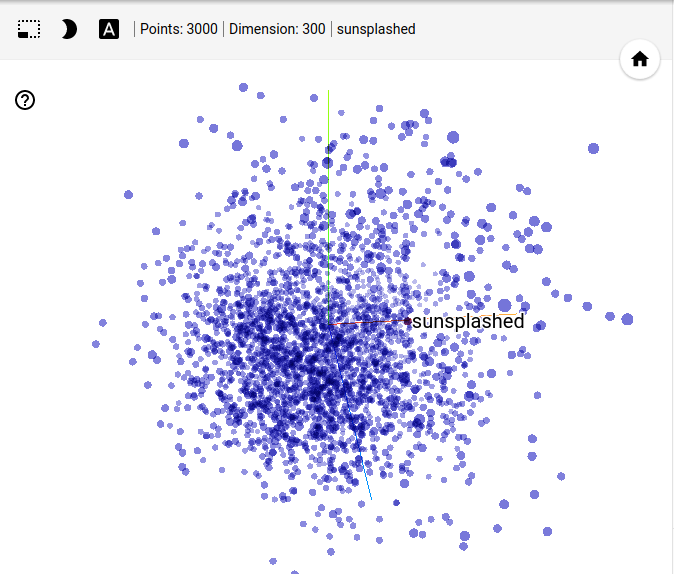 A | Points: 3000 | Dimension: 300 | sunsplashed
sunsplashed